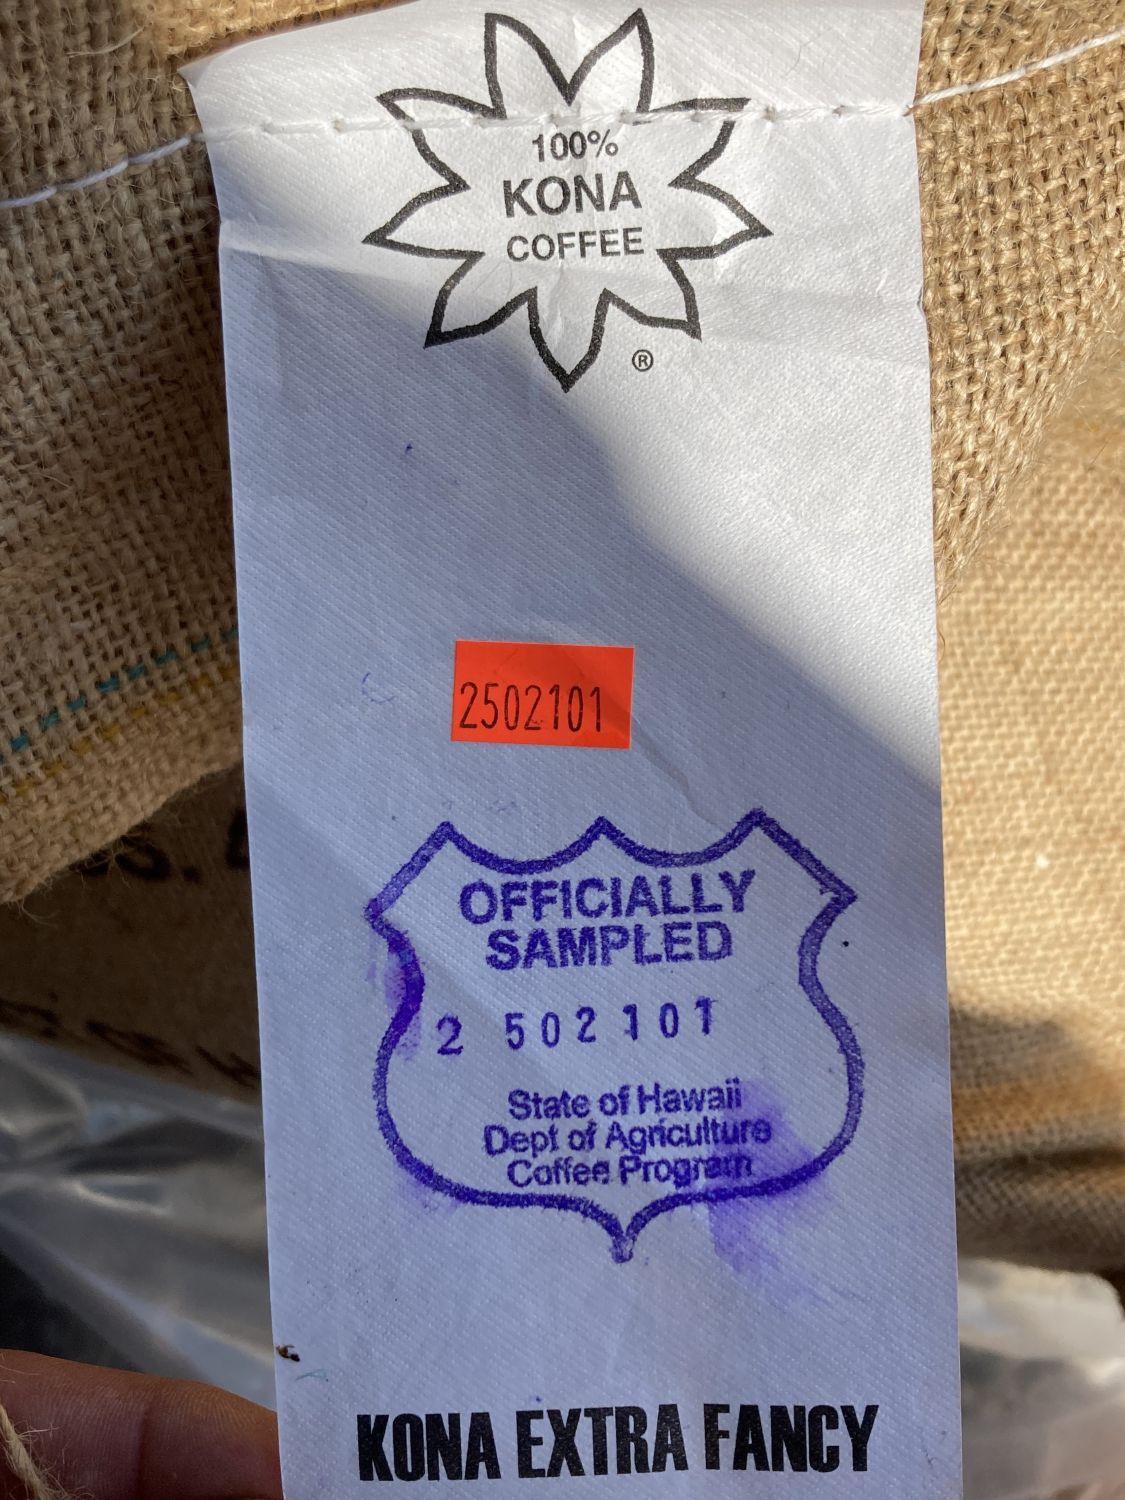 100%
KONA
COFFEE
®
2502101
OFFICIALLY
SAMPLED
2 502101
State of Hawaii
Dept of Agriculture
Coffee Program
KONA EXTRA FANCY